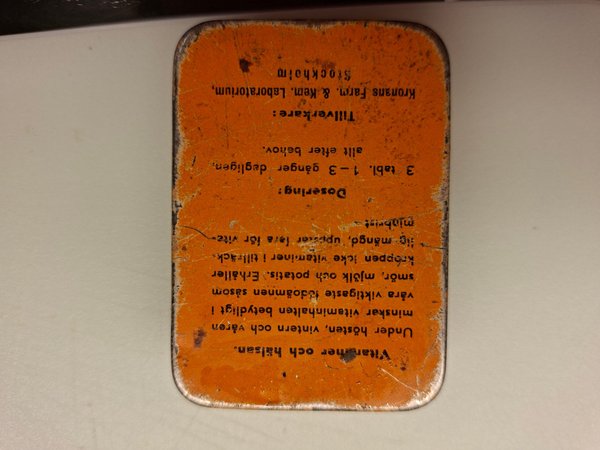 Vitaminer och hälsan.
Under hösten, vintern och våren
minskar vitaminhalten betydligt i
våra viktigaste födoämnen såsom
smör, mjölk och potatis. Erhåller
kroppen icke vitaminer i tillräck-
lig mängd, uppstår fara för vita-
minbrist.
Dosering:
3 tabl. 1–3 gånger dagligen,
allt efter behov.
Tillverkare:
Kronans Farm. & Kem. Laboratorium,
Stockholm